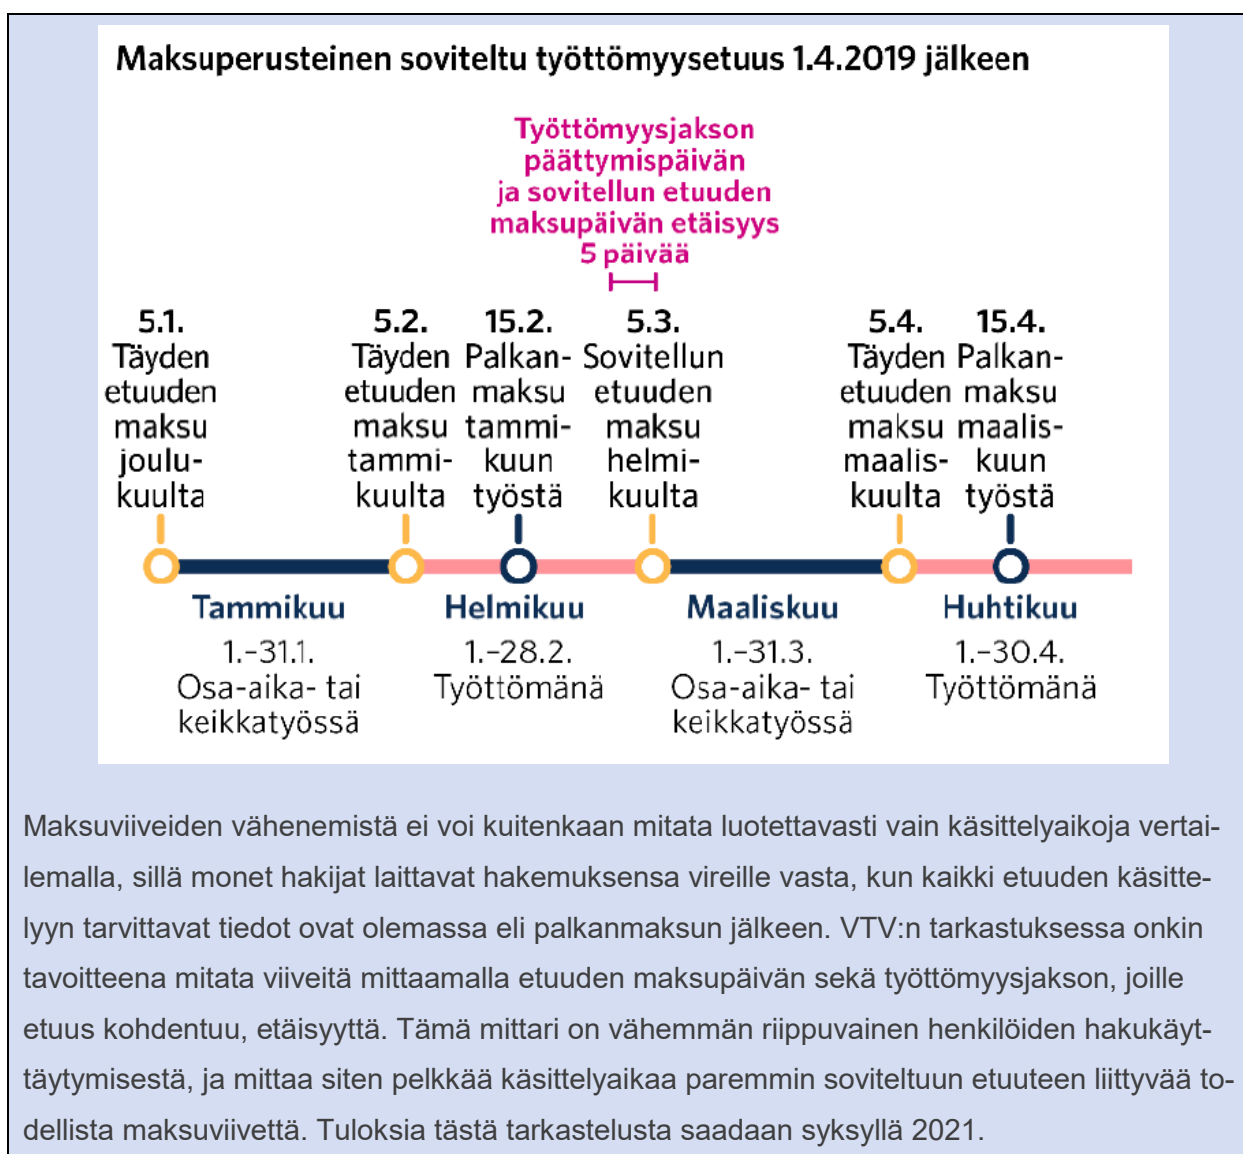 Maksuperusteinen soviteltu työttömyysetuus 1.4.2019 jälkeen
Työttömyysjakson
päättymispäivän
ja sovitellun etuuden
maksupäivän etäisyys
5 päivää
5.1.
Täyden
etuuden
maksu
joulu-
kuulta
5.2.
Täyden
etuuden
maksu
tammi-
kuulta
15.2.
Palkan-
maksu
tammi-
kuun
työstä
5.3.
Sovitellun
etuuden
maksu
helmi-
kuulta
5.4.
Täyden
etuuden
maksu
maalis-
kuulta
15.4.
Palkan-
maksu
maalis-
kuun
työstä
Tammikuu
1.–31.1.
Osa-aika- tai
keikkatyössä
Helmikuu
1.–28.2.
Työttömänä
Maaliskuu
1.–31.3.
Osa-aika- tai
keikkatyössä
Huhtikuu
1.–30.4.
Työttömänä
Maksuviiveiden vähenemistä ei voi kuitenkaan mitata luotettavasti vain käsittelyaikoja vertai-
lemalla, sillä monet hakijat laittavat hakemuksensa vireille vasta, kun kaikki etuuden käsitte-
lyyn tarvittavat tiedot ovat olemassa eli palkanmaksun jälkeen. VTV:n tarkastuksessa onkin
tavoitteena mitata viiveitä mittaamalla etuuden maksupäivän sekä työttömyysjakson, joille
etuus kohdentuu, etäisyyttä. Tämä mittari on vähemmän riippuvainen henkilöiden hakukäyt-
täytymisestä, ja mittaa siten pelkkää käsittelyaikaa paremmin soviteltuun etuuteen liittyvää to-
dellista maksuviivettä. Tuloksia tästä tarkastelusta saadaan syksyllä 2021.